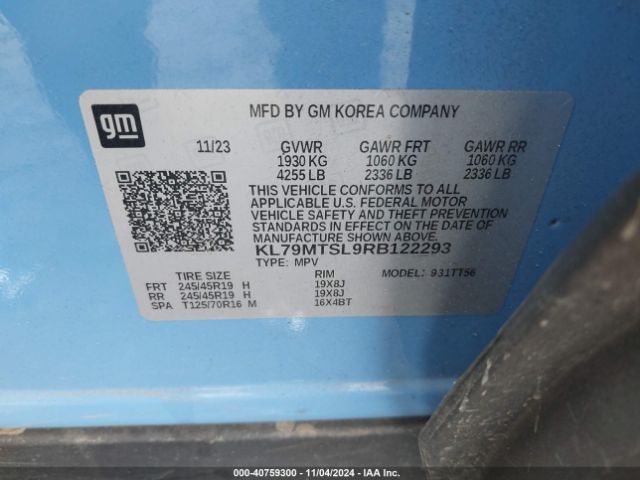 gm
MFD BY GM KOREA COMPANY
11/23 GVWR GAWR FRT GAWR RR
1930 KG 1060 KG 1060 KG
4255 LB 2336 LB 2336 LB
THIS VEHICLE CONFORMS TO ALL
APPLICABLE U.S. FEDERAL MOTOR
VEHICLE SAFETY AND THEFT PREVENTION
STANDARDS IN EFFECT ON THE DATE OF
MANUFACTURE SHOWN ABOVE.
KL79MTSL9RB122293
TYPE: MPV MODEL: 931TT56
TIRE SIZE RIM
FRT 245/45R19 H 19X8J
RR 245/45R19 H 19X8J
SPA T125/70R16 M 16X4BT
000-40759300 - 11/04/2024 - IAA Inc.